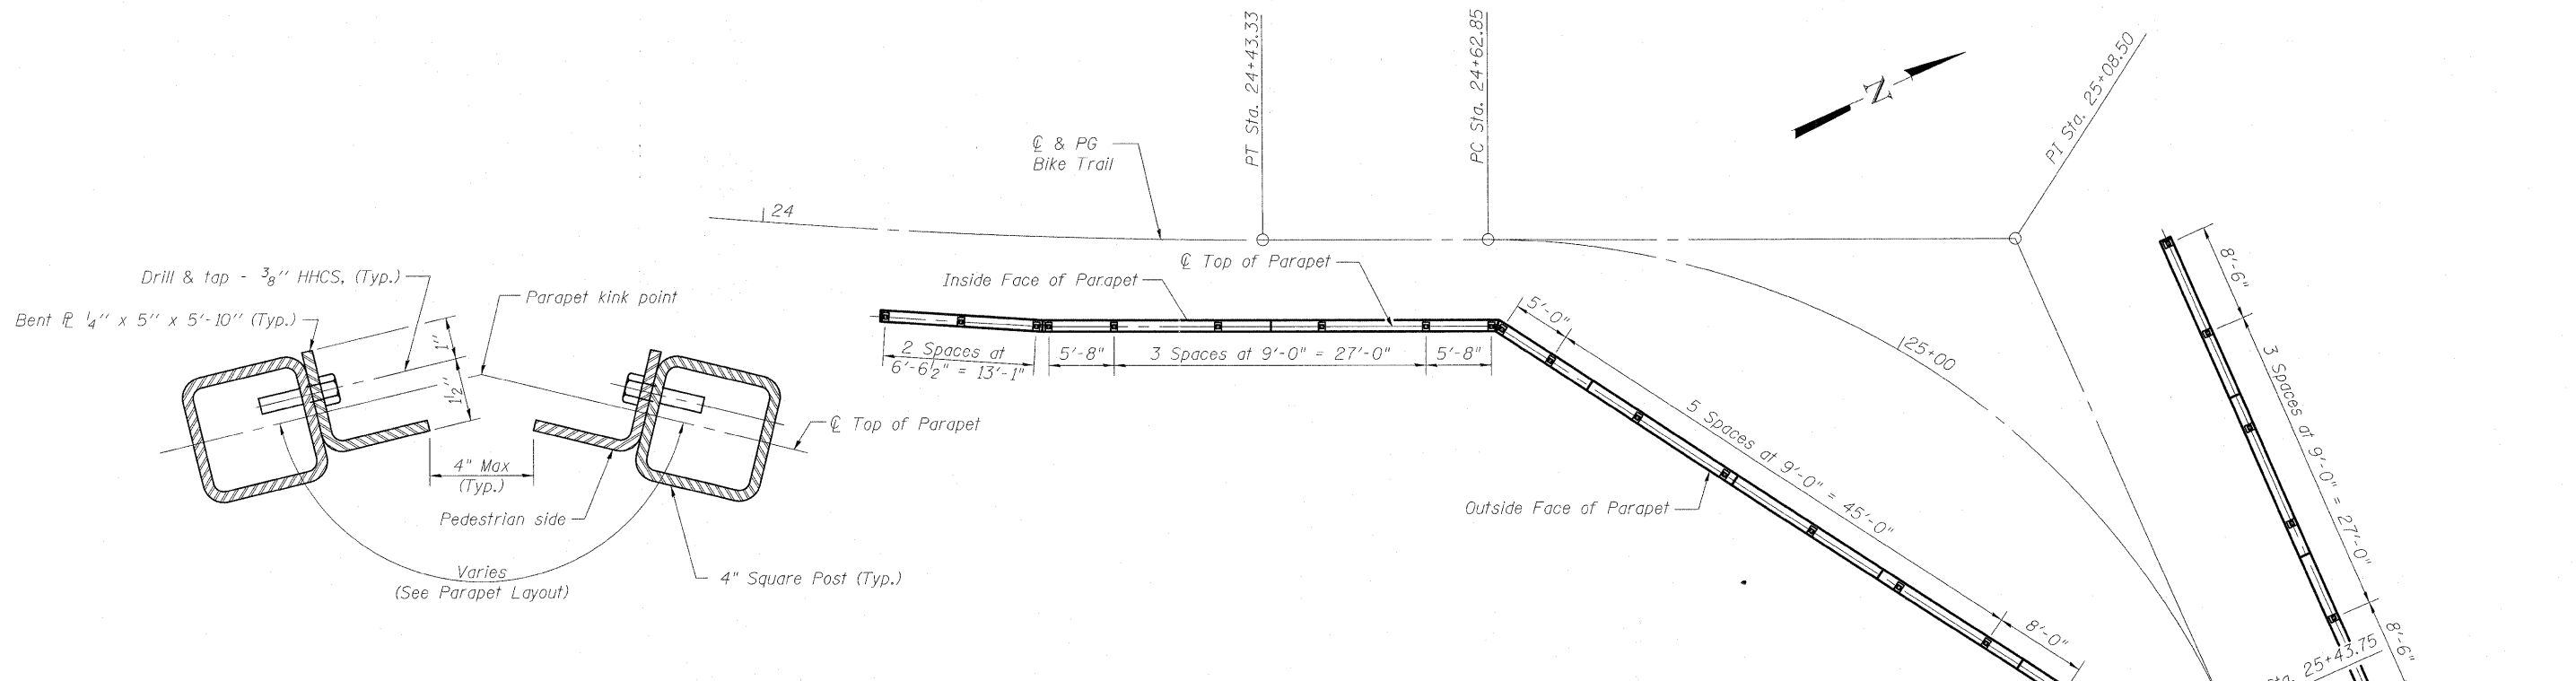 PT Sta. 24+43.33
PC Sta. 24+62.85
PI Sta. 25+08.50
N
℄ & PG
Bike Trail
24
℄ Top of Parapet
Inside Face of Parapet
Drill & tap - 3/8" HHCS, (Typ.)
Parapet kink point
Bent ℙL 1/4" x 5" x 5'-10" (Typ.)
1"
1 1/2"
℄ Top of Parapet
4" Max
(Typ.)
Pedestrian side
4" Square Post (Typ.)
Varies
(See Parapet Layout)
2 Spaces at
6'-6 1/2" = 13'-1"
5'-8"
3 Spaces at 9'-0" = 27'-0"
5'-8"
5'-0"
5 Spaces at 9'-0" = 45'-0"
Outside Face of Parapet
8'-0"
25+00
8'-6"
3 Spaces at 9'-0" = 27'-0"
8'-6"
Sta. 25+43.75